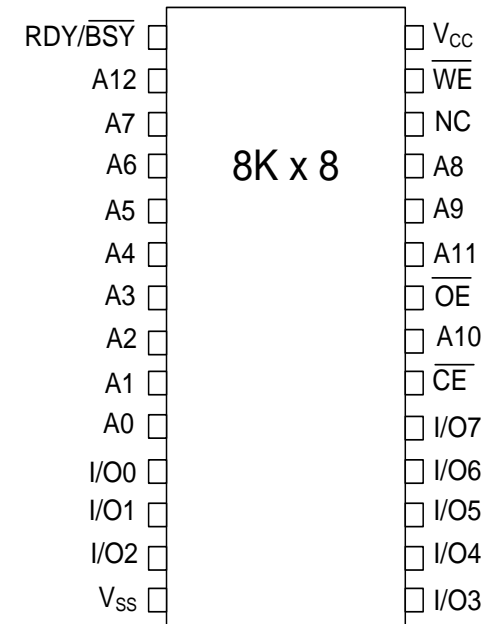 RDY/BSY VCC
A12 WE
A7 NC
A6 8K x 8 A8
A5 A9
A4 A11
A3 OE
A2 A10
A1 CE
A0 I/O7
I/O0 I/O6
I/O1 I/O5
I/O2 I/O4
VSS I/O3